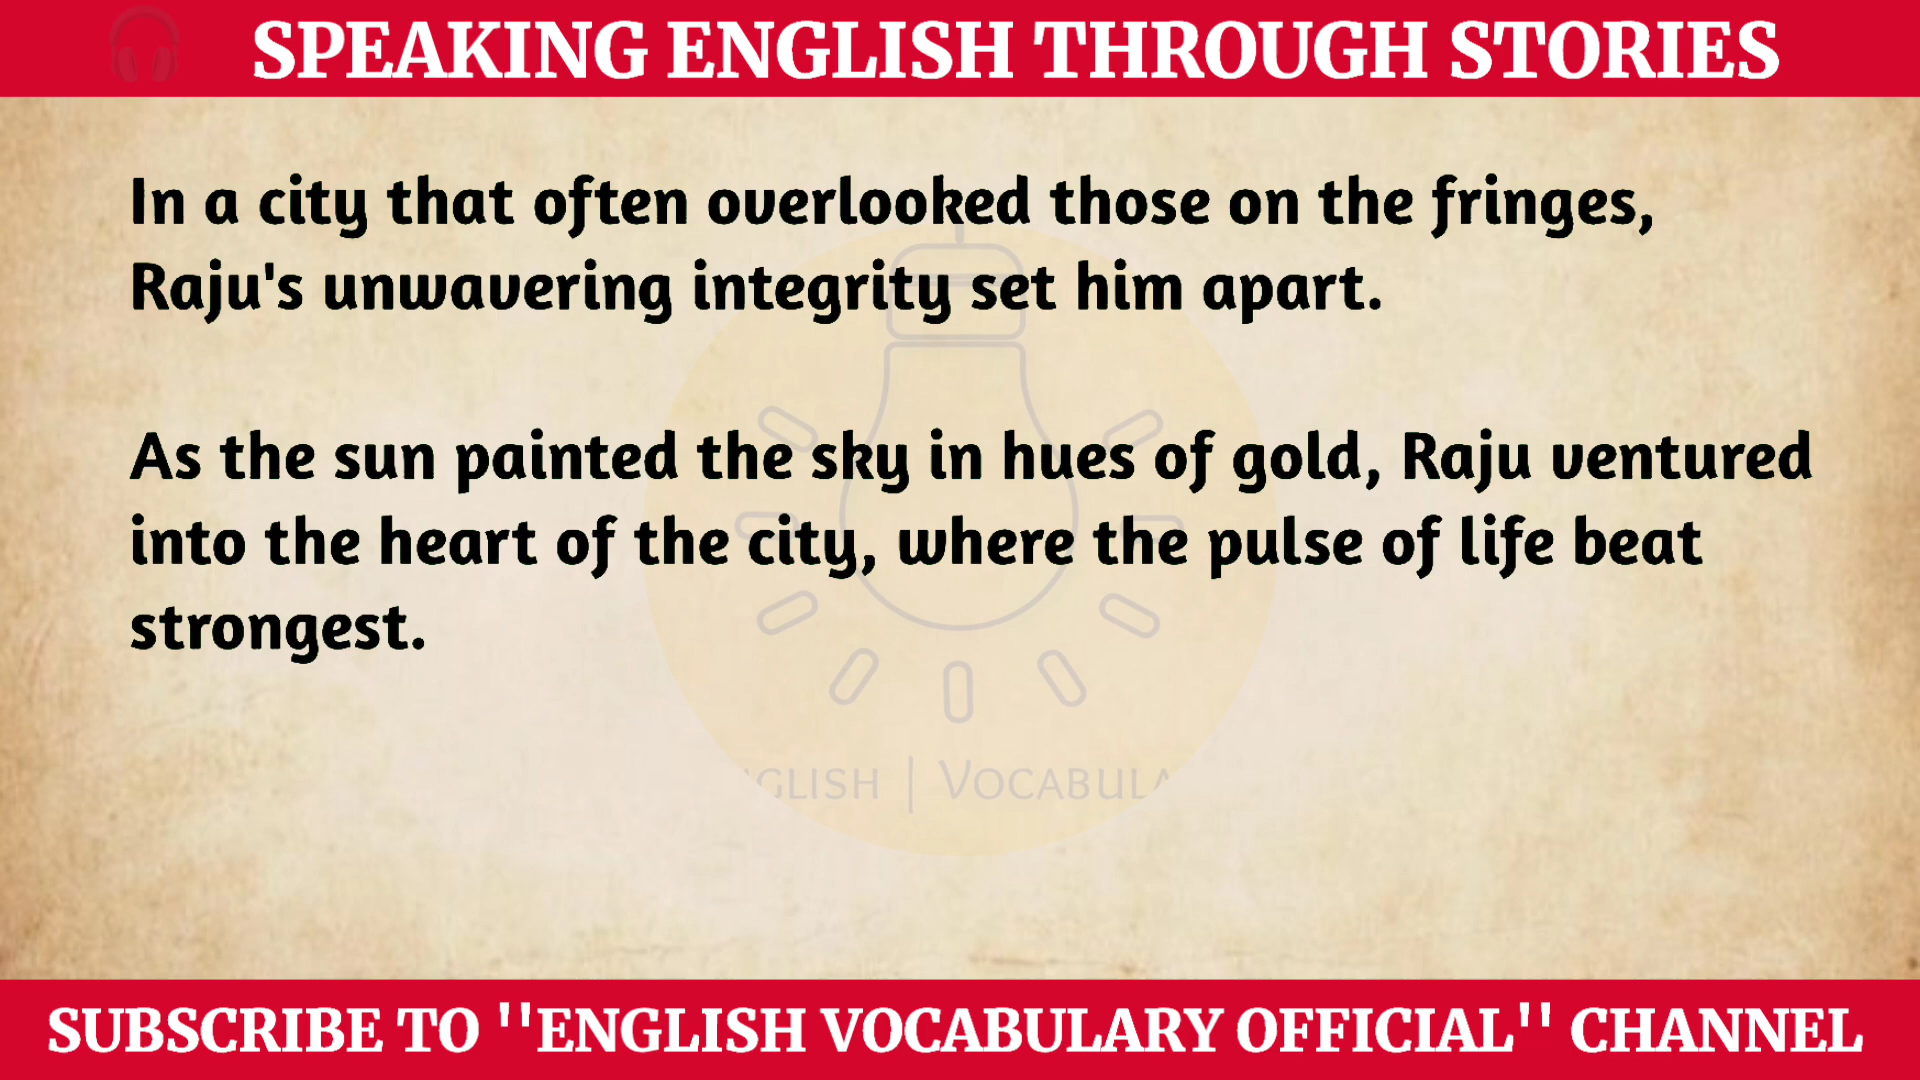 SPEAKING ENGLISH THROUGH STORIES
In a city that often overlooked those on the fringes,
Raju's unwavering integrity set him apart.
As the sun painted the sky in hues of gold, Raju ventured
into the heart of the city, where the pulse of life beat
strongest.
GLISH | VOCABULA
SUBSCRIBE TO "ENGLISH VOCABULARY OFFICIAL" CHANNEL